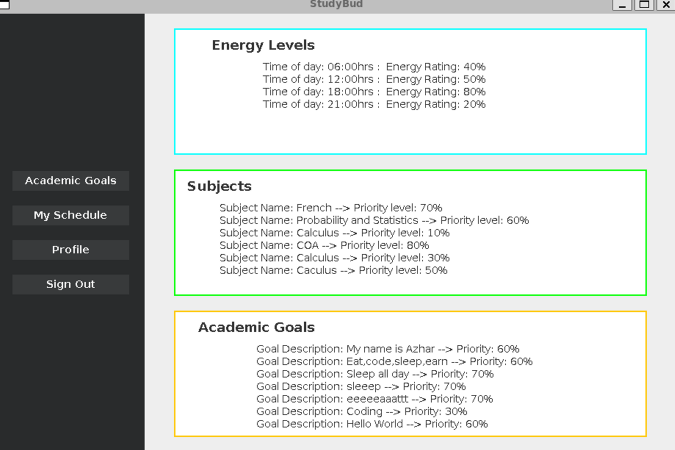 StudyBud
Academic Goals
My Schedule
Profile
Sign Out
Energy Levels
Time of day: 06:00hrs : Energy Rating: 40%
Time of day: 12:00hrs : Energy Rating: 50%
Time of day: 18:00hrs : Energy Rating: 80%
Time of day: 21:00hrs : Energy Rating: 20%
Subjects
Subject Name: French --> Priority level: 70%
Subject Name: Probability and Statistics --> Priority level: 60%
Subject Name: Calculus --> Priority level: 10%
Subject Name: COA --> Priority level: 80%
Subject Name: Calculus --> Priority level: 30%
Subject Name: Caculus --> Priority level: 50%
Academic Goals
Goal Description: My name is Azhar --> Priority: 60%
Goal Description: Eat,code,sleep,earn --> Priority: 60%
Goal Description: Sleep all day --> Priority: 70%
Goal Description: sleeep --> Priority: 70%
Goal Description: eeeeeaaattt --> Priority: 70%
Goal Description: Coding --> Priority: 30%
Goal Description: Hello World --> Priority: 60%